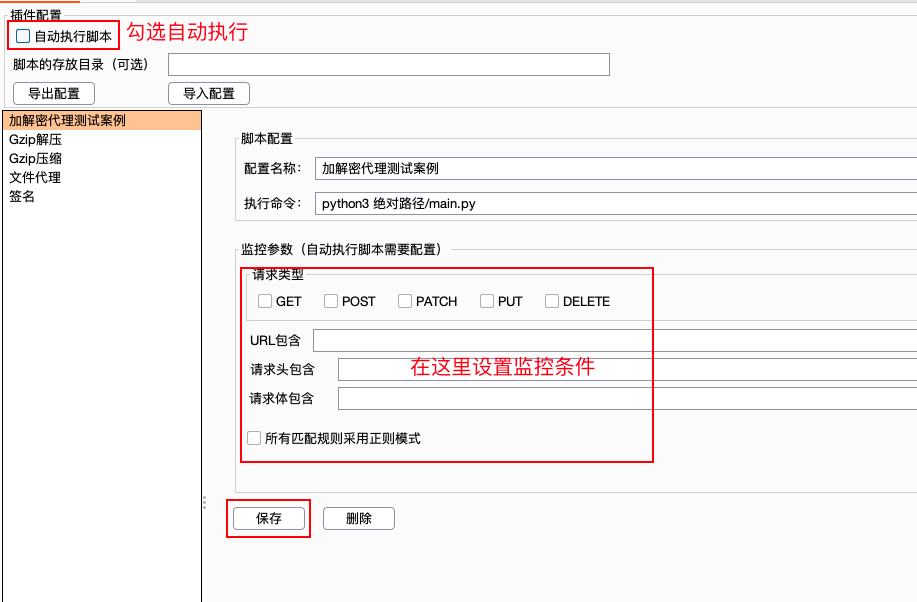 插件配置
自动执行脚本 勾选自动执行
脚本的存放目录（可选）
导出配置 导入配置
加解密代理测试案例
Gzip解压
Gzip压缩
文件代理
签名
脚本配置
配置名称： 加解密代理测试案例
执行命令： python3 绝对路径/main.py
监控参数（自动执行脚本需要配置）
请求类型
GET POST PATCH PUT DELETE
URL包含
请求头包含 在这里设置监控条件
请求体包含
所有匹配规则采用正则模式
保存 删除